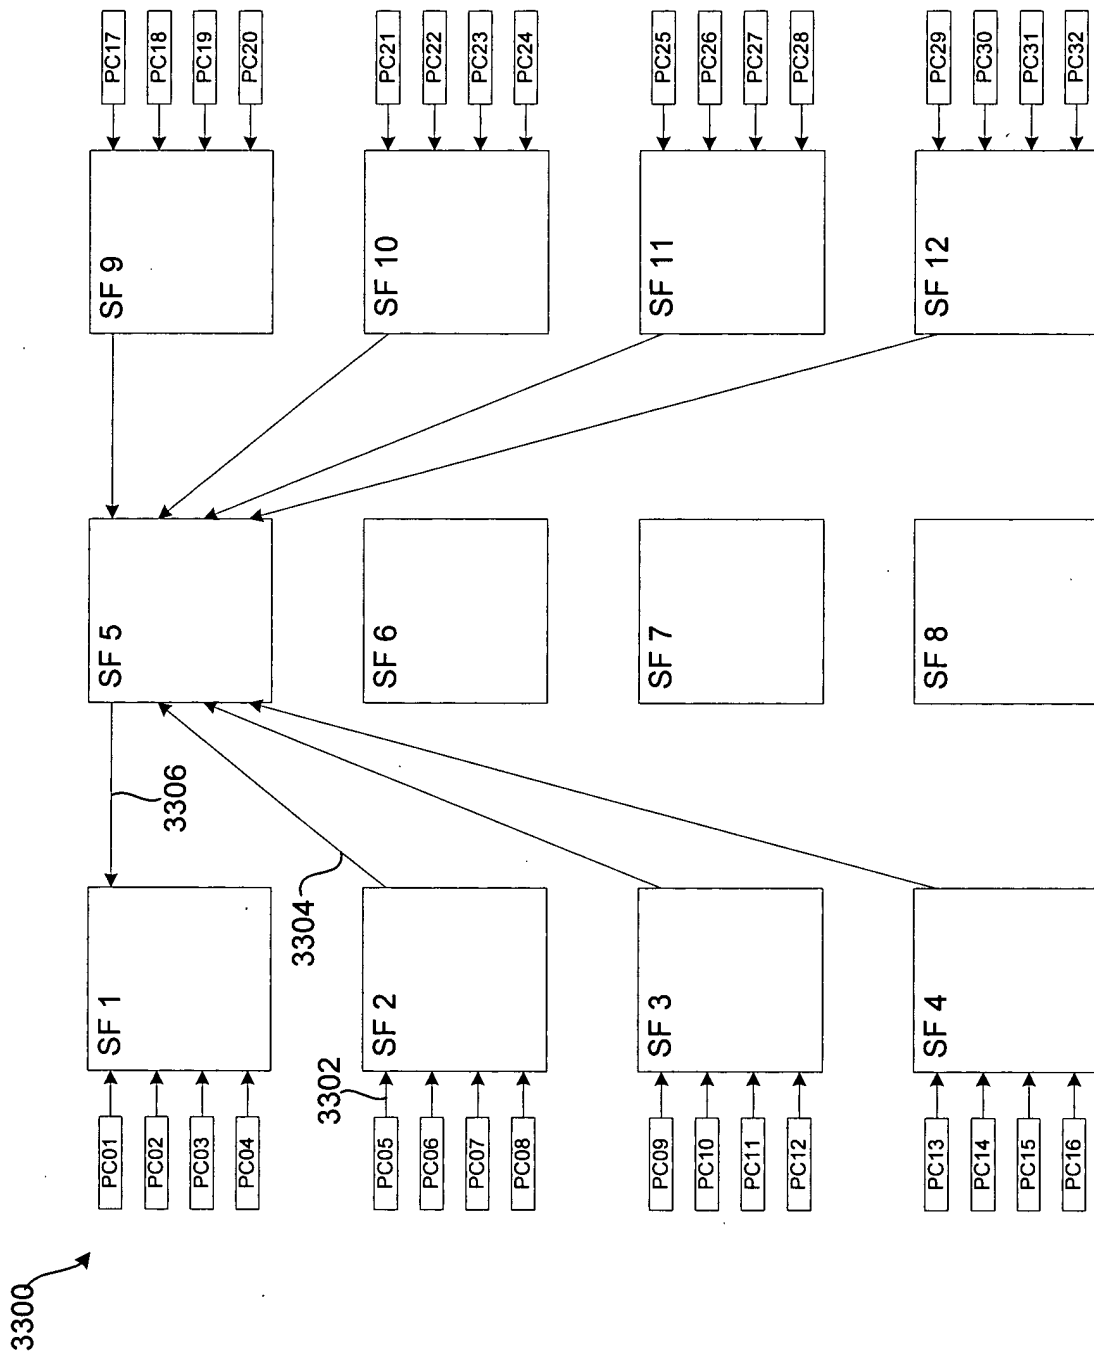 3300
PC01
PC02
PC03
PC04
SF 1
3306
SF 5
SF 9
PC17
PC18
PC19
PC20
PC05
PC06
PC07
PC08
3302
SF 2
3304
SF 6
SF 10
PC21
PC22
PC23
PC24
PC09
PC10
PC11
PC12
SF 3
SF 7
SF 11
PC25
PC26
PC27
PC28
PC13
PC14
PC15
PC16
SF 4
SF 8
SF 12
PC29
PC30
PC31
PC32